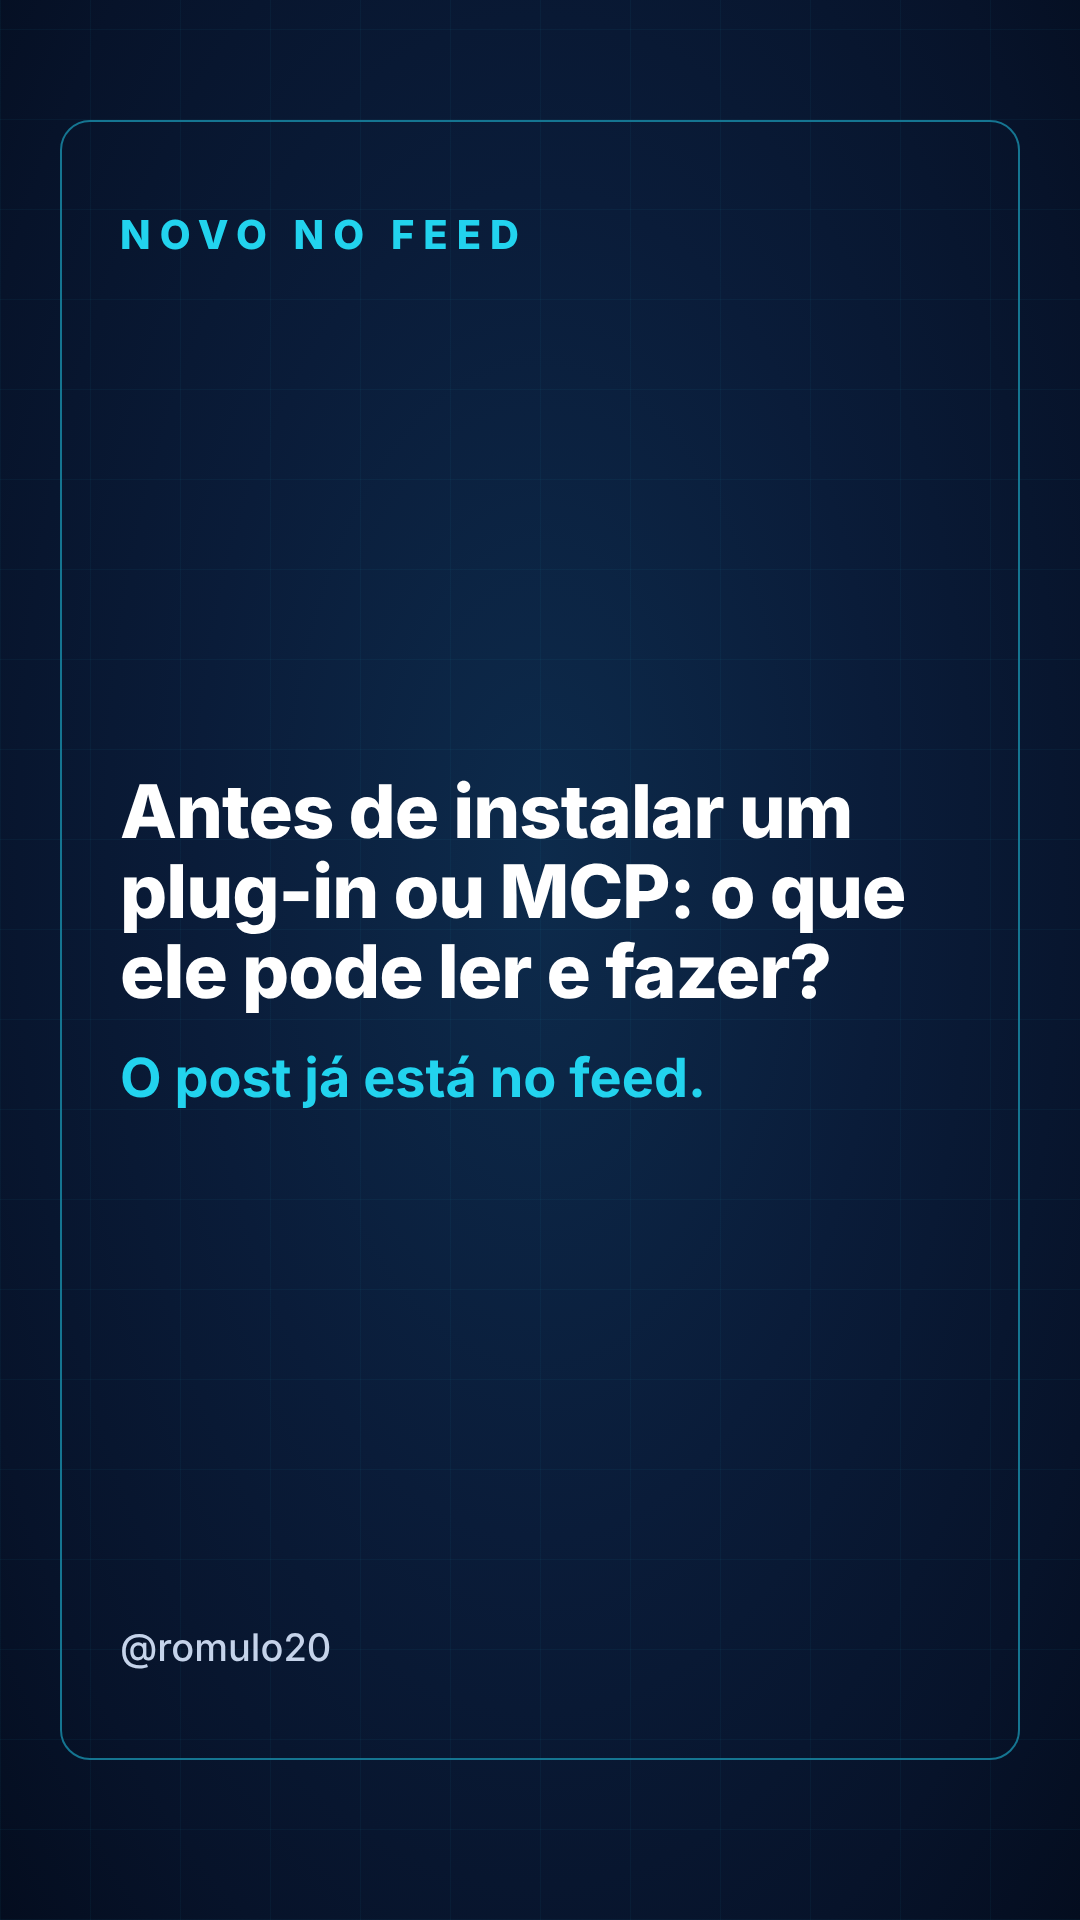 NOVO NO FEED
Antes de instalar um
plug-in ou MCP: o que
ele pode ler e fazer?
O post já está no feed.
@romulo20